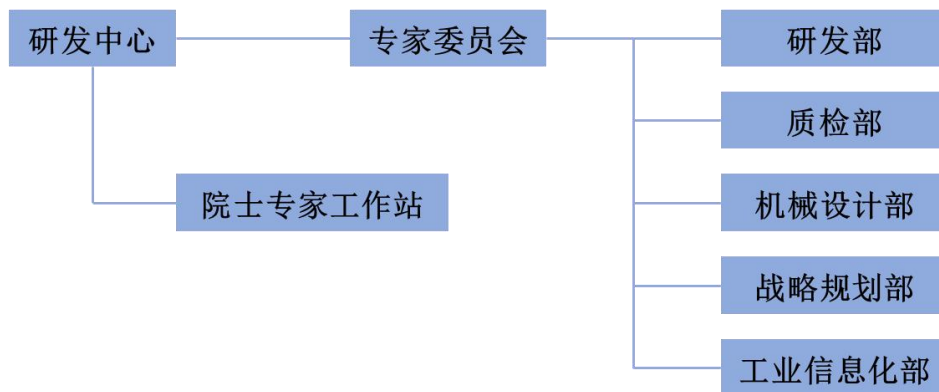 研发中心
专家委员会
研发部
质检部
院士专家工作站
机械设计部
战略规划部
工业信息化部